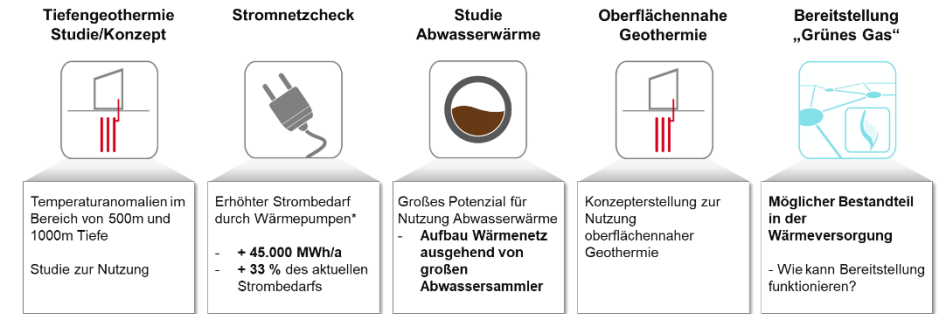 Tiefengeothermie
Studie/Konzept
Stromnetzcheck
Studie
Abwasserwärme
Oberflächennahe
Geothermie
Bereitstellung
„Grünes Gas“
Temperaturanomalien im
Bereich von 500m und
1000m Tiefe
Studie zur Nutzung
Erhöhter Strombedarf
durch Wärmepumpen*
- + 45.000 MWh/a
- + 33 % des aktuellen
Strombedarfs
Großes Potenzial für
Nutzung Abwasserwärme
- Aufbau Wärmenetz
ausgehend von
großen
Abwassersammler
Konzepterstellung zur
Nutzung
oberflächennaher
Geothermie
Möglicher Bestandteil
in der
Wärmeversorgung
- Wie kann Bereitstellung
funktionieren?